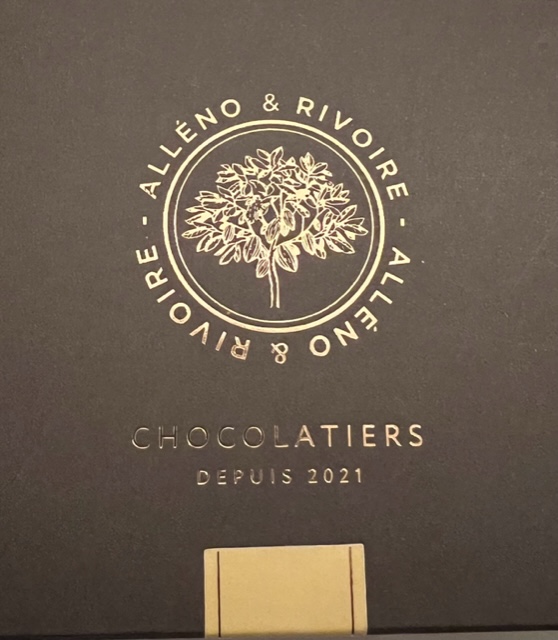 ALLÉNO & RIVOIRE - ALLÉNO & RIVOIRE -
CHOCOLATIERS
DEPUIS 2021